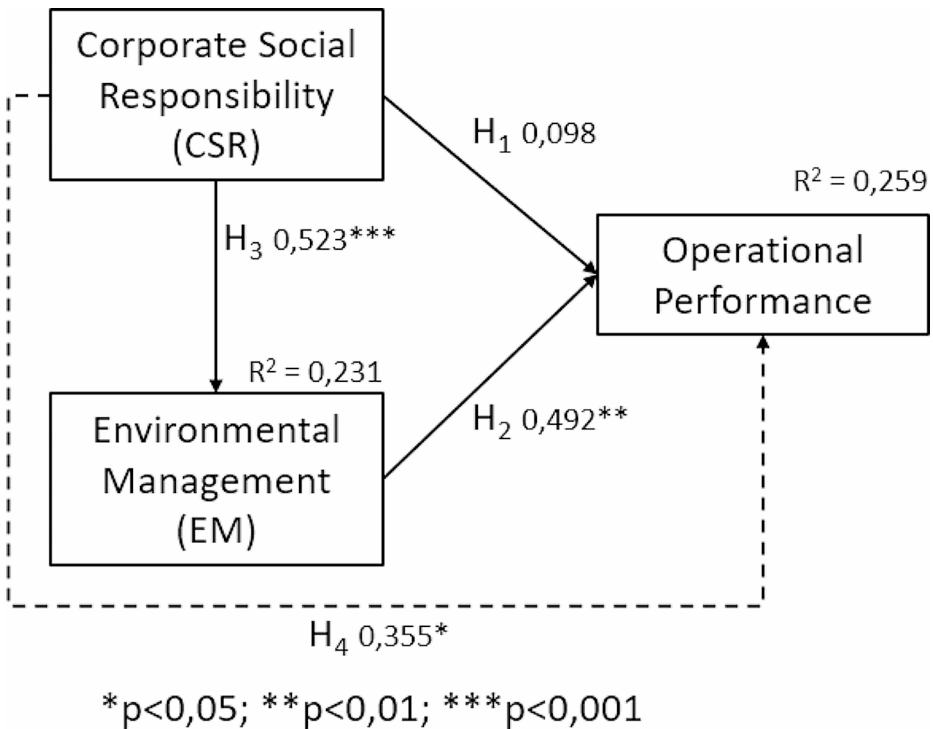 Corporate Social
Responsibility
(CSR)
H₁ 0,098
R² = 0,259
H₃ 0,523***
Operational
Performance
R² = 0,231
Environmental
Management
(EM)
H₂ 0,492**
H₄ 0,355*
*p<0,05; **p<0,01; ***p<0,001